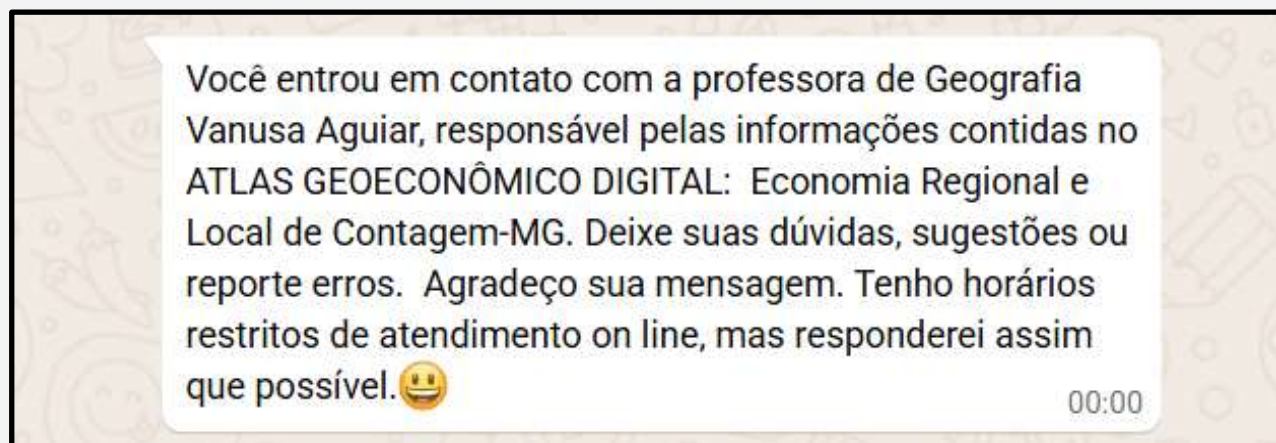 Você entrou em contato com a professora de Geografia
Vanusa Aguiar, responsável pelas informações contidas no
ATLAS GEOECONÔMICO DIGITAL:  Economia Regional e
Local de Contagem-MG. Deixe suas dúvidas, sugestões ou
reporte erros.  Agradeço sua mensagem. Tenho horários
restritos de atendimento on line, mas responderei assim
que possível.😃
00:00